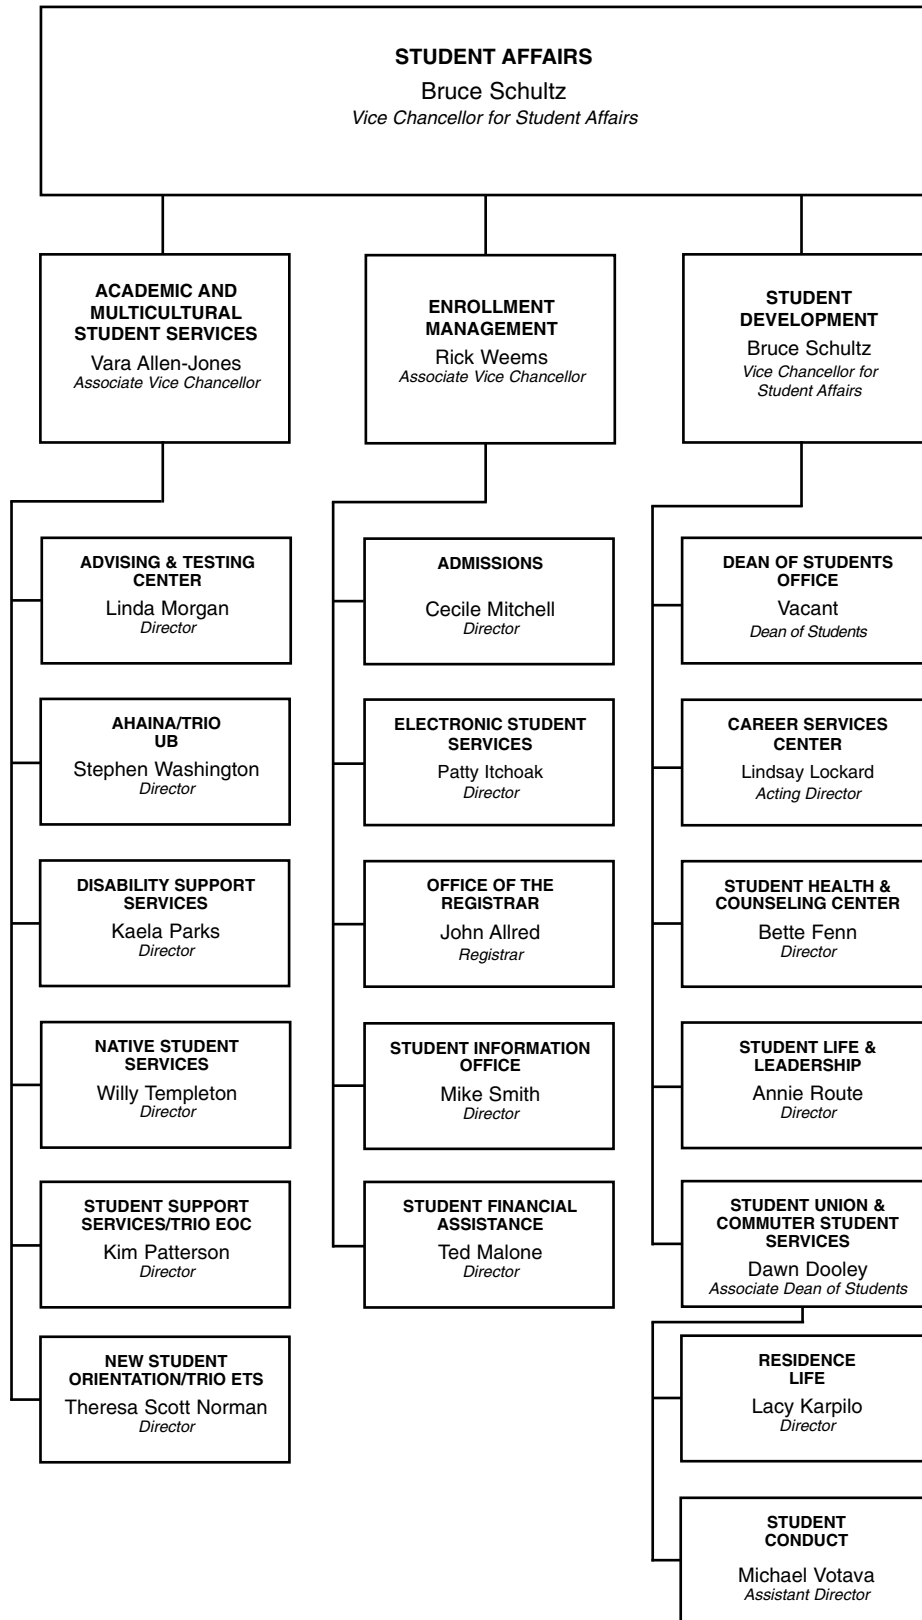 STUDENT AFFAIRS
Bruce Schultz
Vice Chancellor for Student Affairs
ACADEMIC AND
MULTICULTURAL
STUDENT SERVICES
Vara Allen-Jones
Associate Vice Chancellor
ENROLLMENT
MANAGEMENT
Rick Weems
Associate Vice Chancellor
STUDENT
DEVELOPMENT
Bruce Schultz
Vice Chancellor for
Student Affairs
ADVISING & TESTING
CENTER
Linda Morgan
Director
AHAINA/TRIO
UB
Stephen Washington
Director
DISABILITY SUPPORT
SERVICES
Kaela Parks
Director
NATIVE STUDENT
SERVICES
Willy Templeton
Director
STUDENT SUPPORT
SERVICES/TRIO EOC
Kim Patterson
Director
NEW STUDENT
ORIENTATION/TRIO ETS
Theresa Scott Norman
Director
ADMISSIONS
Cecile Mitchell
Director
ELECTRONIC STUDENT
SERVICES
Patty Itchoak
Director
OFFICE OF THE
REGISTRAR
John Allred
Registrar
STUDENT INFORMATION
OFFICE
Mike Smith
Director
STUDENT FINANCIAL
ASSISTANCE
Ted Malone
Director
DEAN OF STUDENTS
OFFICE
Vacant
Dean of Students
CAREER SERVICES
CENTER
Lindsay Lockard
Acting Director
STUDENT HEALTH &
COUNSELING CENTER
Bette Fenn
Director
STUDENT LIFE &
LEADERSHIP
Annie Route
Director
STUDENT UNION &
COMMUTER STUDENT
SERVICES
Dawn Dooley
Associate Dean of Students
RESIDENCE
LIFE
Lacy Karpilo
Director
STUDENT
CONDUCT
Michael Votava
Assistant Director